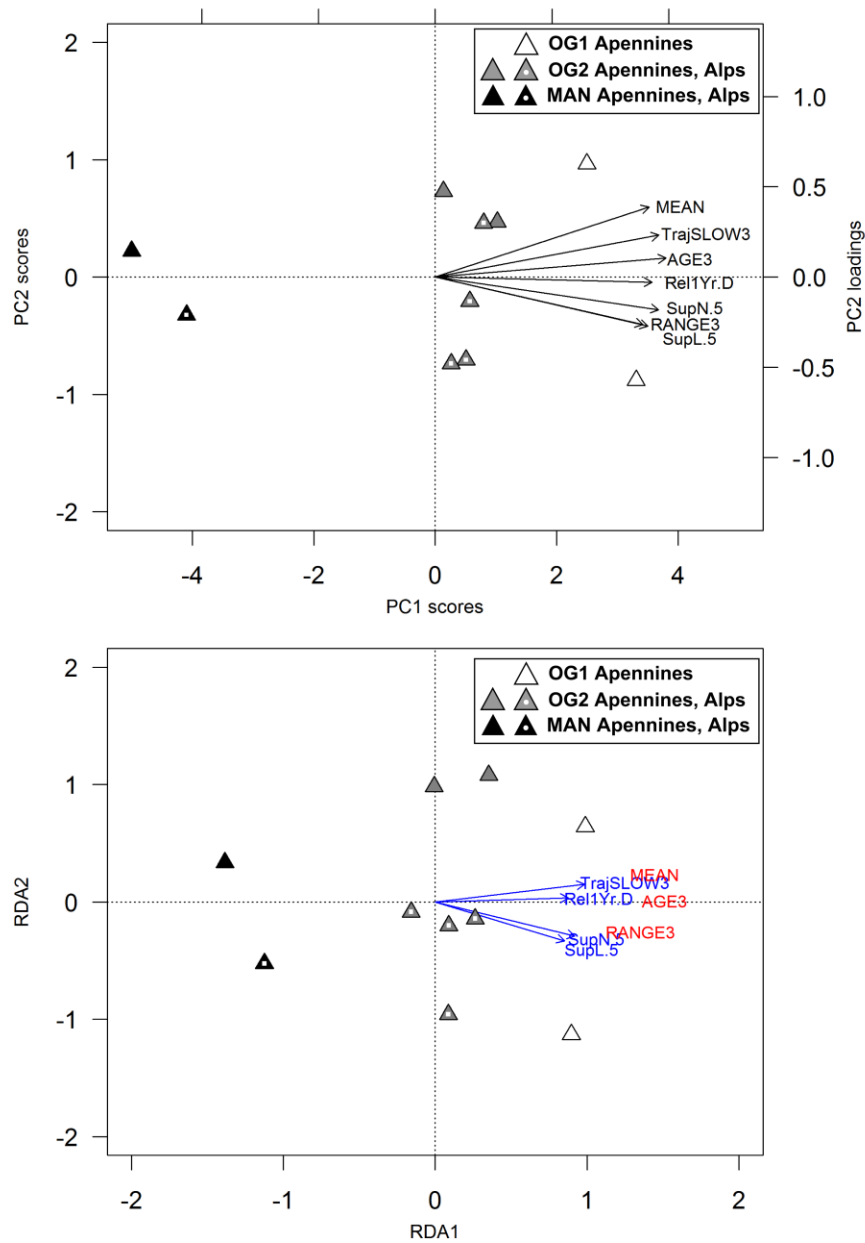 -4
-2
0
2
4
2
1
0
-1
-2
PC2 scores
OG1 Apennines
OG2 Apennines, Alps
MAN Apennines, Alps
MEAN
TrajSLOW3
AGE3
Rel1Yr.D
SupN.5
RANGE3
SupL.5
1.0
0.5
0.0
-0.5
-1.0
PC2 loadings
PC1 scores
2
1
0
-1
-2
RDA2
OG1 Apennines
OG2 Apennines, Alps
MAN Apennines, Alps
MEAN
TrajSLOW3
Rel1Yr.D
AGE3
RANGE3
SupN.5
SupL.5
-2
-1
0
1
2
RDA1